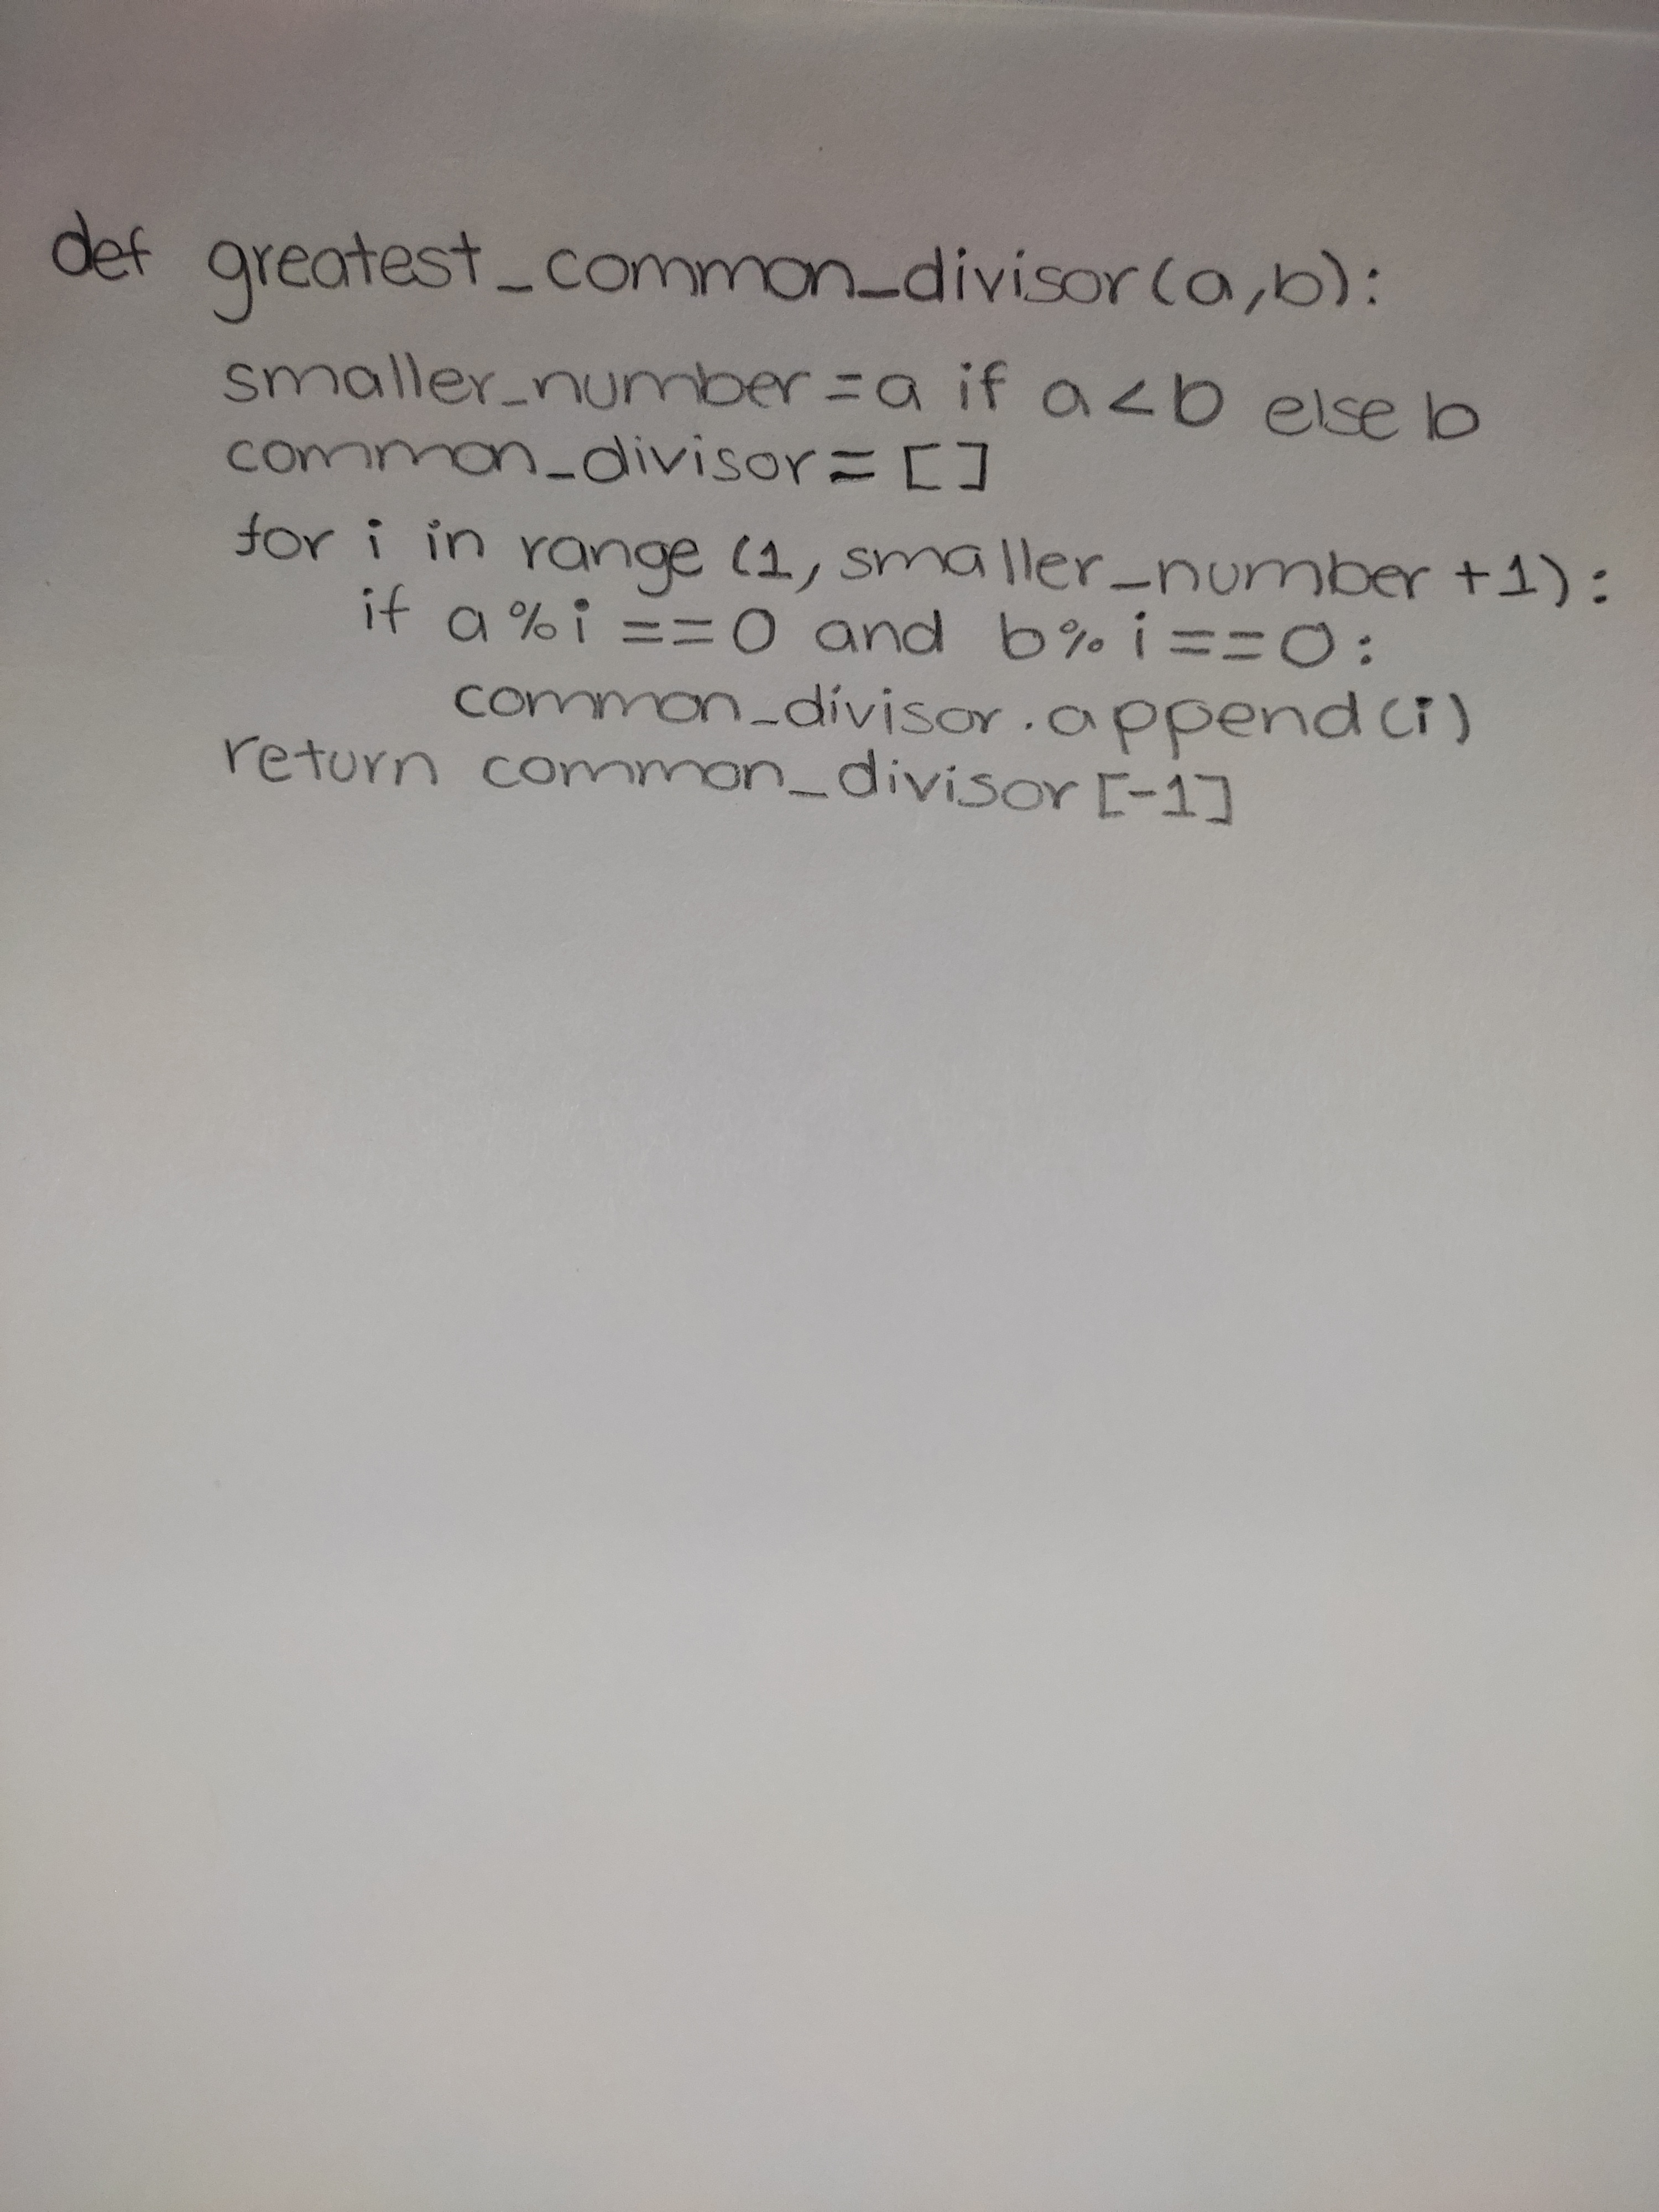 def greatest_common_divisor(a,b):
smaller_number=a if a<b else b
common_divisor=[]
for i in range (1, smaller_number +1):
if a%i ==0 and b%i==0:
common_divisor.append(i)
return common_divisor[-1]